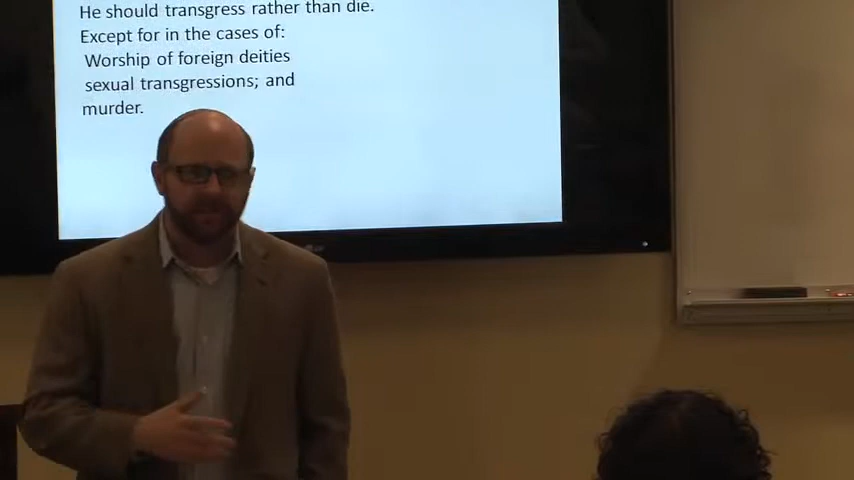 He should transgress rather than die.
Except for in the cases of:
Worship of foreign deities
sexual transgressions; and
murder.